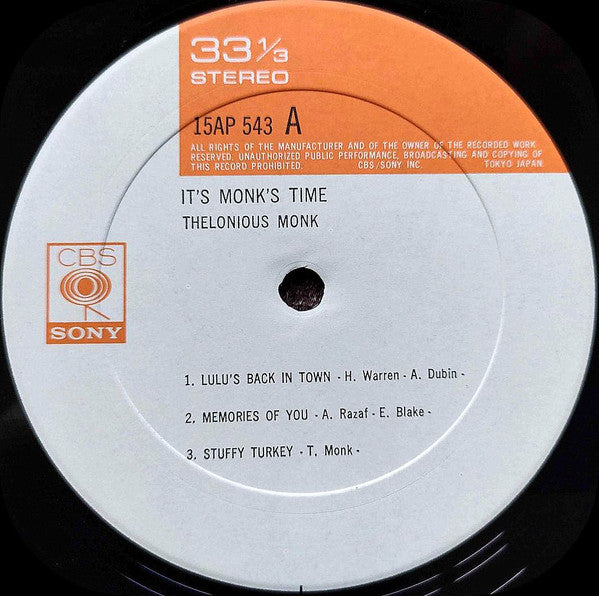 33 1/3
STEREO
15AP 543 A
ALL RIGHTS OF THE MANUFACTURER AND OF THE OWNER OF THE RECORDED WORK
RESERVED. UNAUTHORIZED PUBLIC PERFORMANCE, BROADCASTING AND COPYING OF
THIS RECORD PROHIBITED. CBS/SONY INC. TOKYO JAPAN.
IT'S MONK'S TIME
THELONIOUS MONK
CBS
SONY
1. LULU'S BACK IN TOWN - H. Warren - A. Dubin -
2. MEMORIES OF YOU - A. Razaf - E. Blake -
3. STUFFY TURKEY - T. Monk -